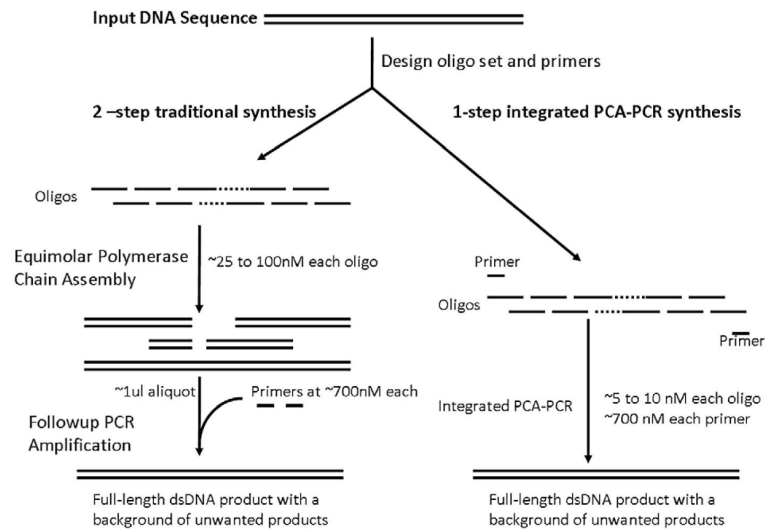 Input DNA Sequence
Design oligo set and primers
2 –step traditional synthesis
1-step integrated PCA-PCR synthesis
Oligos
Equimolar Polymerase
Chain Assembly
~25 to 100nM each oligo
~1ul aliquot
Primers at ~700nM each
Followup PCR
Amplification
Full-length dsDNA product with a
background of unwanted products
Primer
Oligos
Primer
Integrated PCA-PCR
~5 to 10 nM each oligo
~700 nM each primer
Full-length dsDNA product with a
background of unwanted products